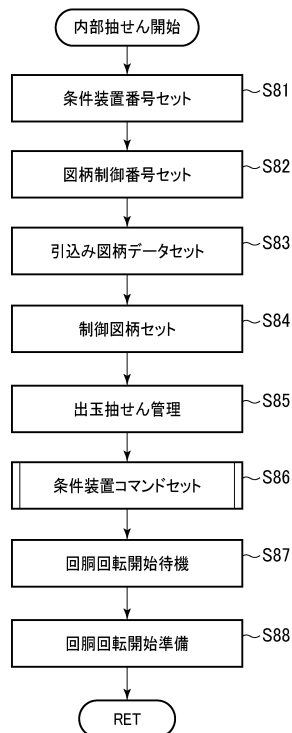 内部抽せん開始
条件装置番号セット
S81
図柄制御番号セット
S82
引込み図柄データセット
S83
制御図柄セット
S84
出玉抽せん管理
S85
条件装置コマンドセット
S86
回胴回転開始待機
S87
回胴回転開始準備
S88
RET